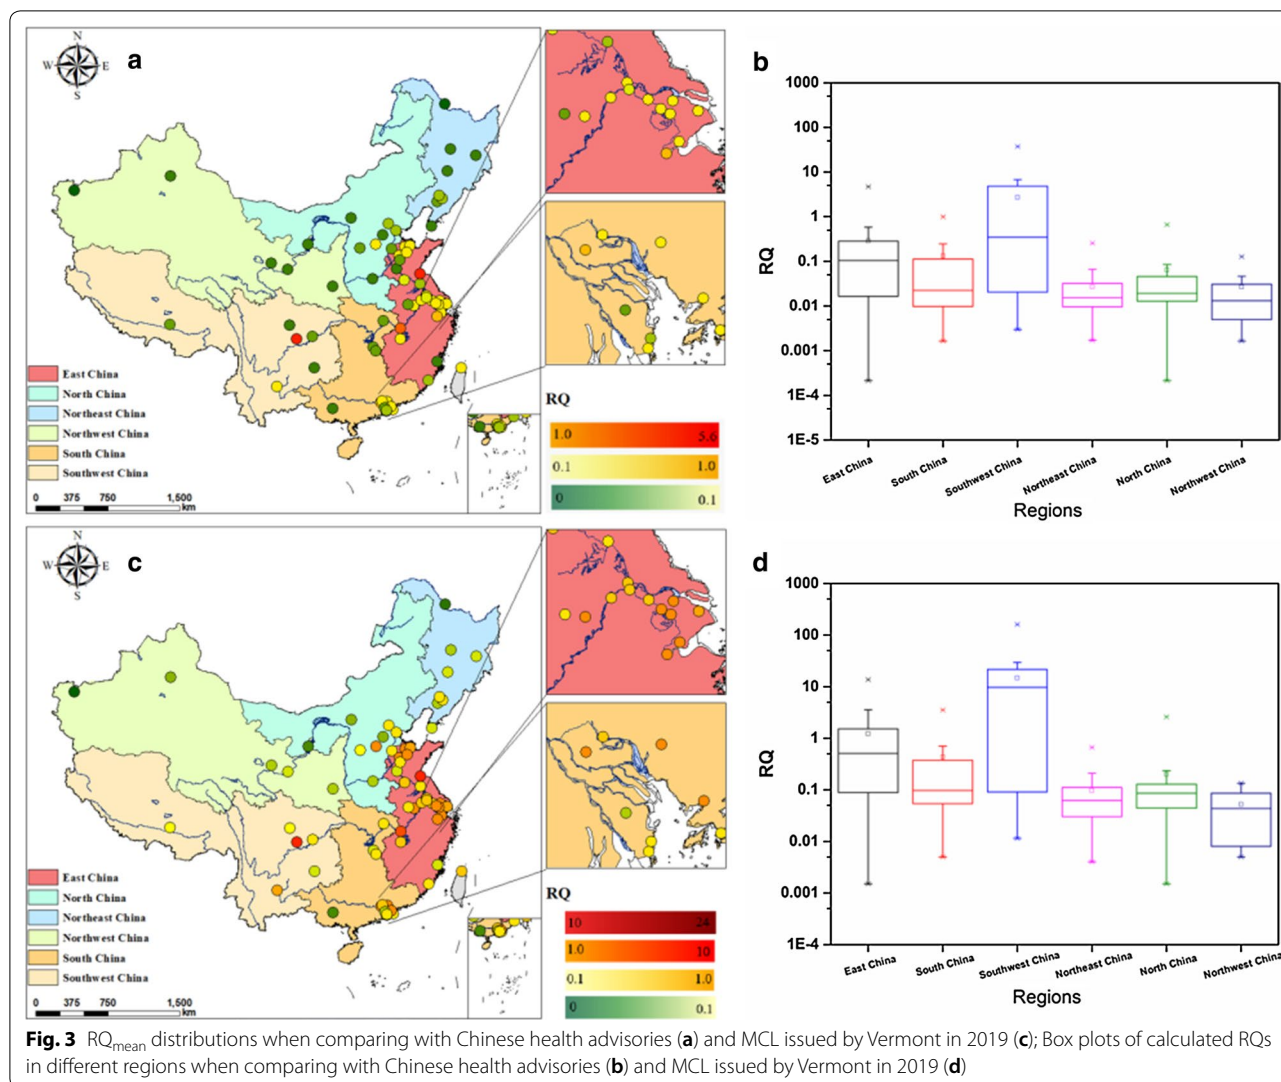 a
N
W
E
S
East China
North China
Northeast China
Northwest China
South China
Southwest China
0 375 750 1,500
km
RQ
1.0 5.6
0.1 1.0
0 0.1
b
1000
100
10
1
0.1
0.01
0.001
1E-4
1E-5
RQ
East China
South China
Southwest China
Northeast China
North China
Northwest China
Regions
c
N
W
E
S
East China
North China
Northeast China
Northwest China
South China
Southwest China
0 375 750 1,500
km
RQ
10 24
1.0 10
0.1 1.0
0 0.1
d
1000
100
10
1
0.1
0.01
0.001
1E-4
RQ
East China
South China
Southwest China
Northeast China
North China
Northwest China
Regions
Fig. 3 RQmean distributions when comparing with Chinese health advisories (a) and MCL issued by Vermont in 2019 (c); Box plots of calculated RQs
in different regions when comparing with Chinese health advisories (b) and MCL issued by Vermont in 2019 (d)